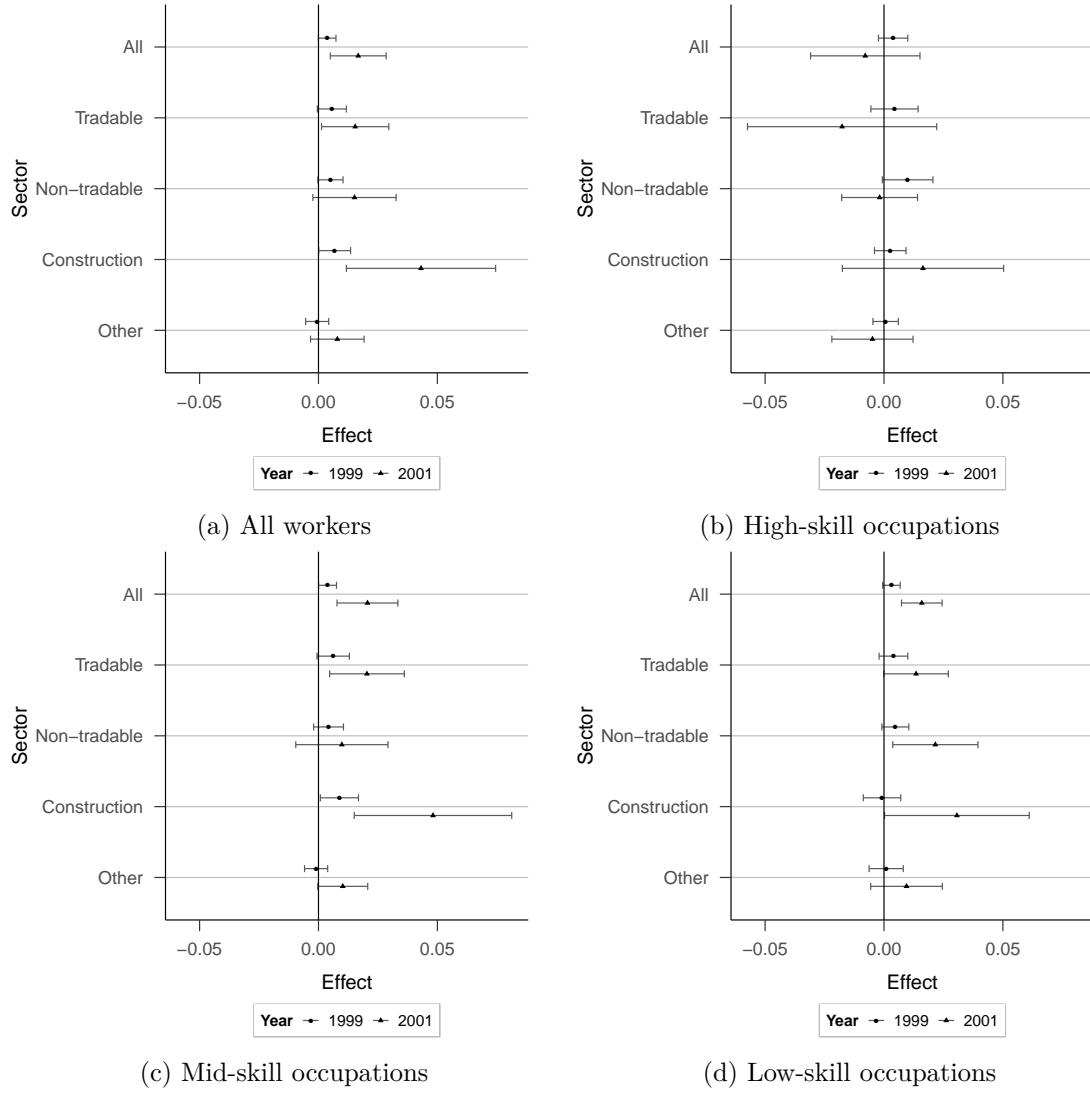 All
Tradable
Non−tradable
Construction
Other
Sector
−0.05 0.00 0.05
Effect
Year 1999 2001
(a) All workers
All
Tradable
Non−tradable
Construction
Other
Sector
−0.05 0.00 0.05
Effect
Year 1999 2001
(b) High-skill occupations
All
Tradable
Non−tradable
Construction
Other
Sector
−0.05 0.00 0.05
Effect
Year 1999 2001
(c) Mid-skill occupations
All
Tradable
Non−tradable
Construction
Other
Sector
−0.05 0.00 0.05
Effect
Year 1999 2001
(d) Low-skill occupations